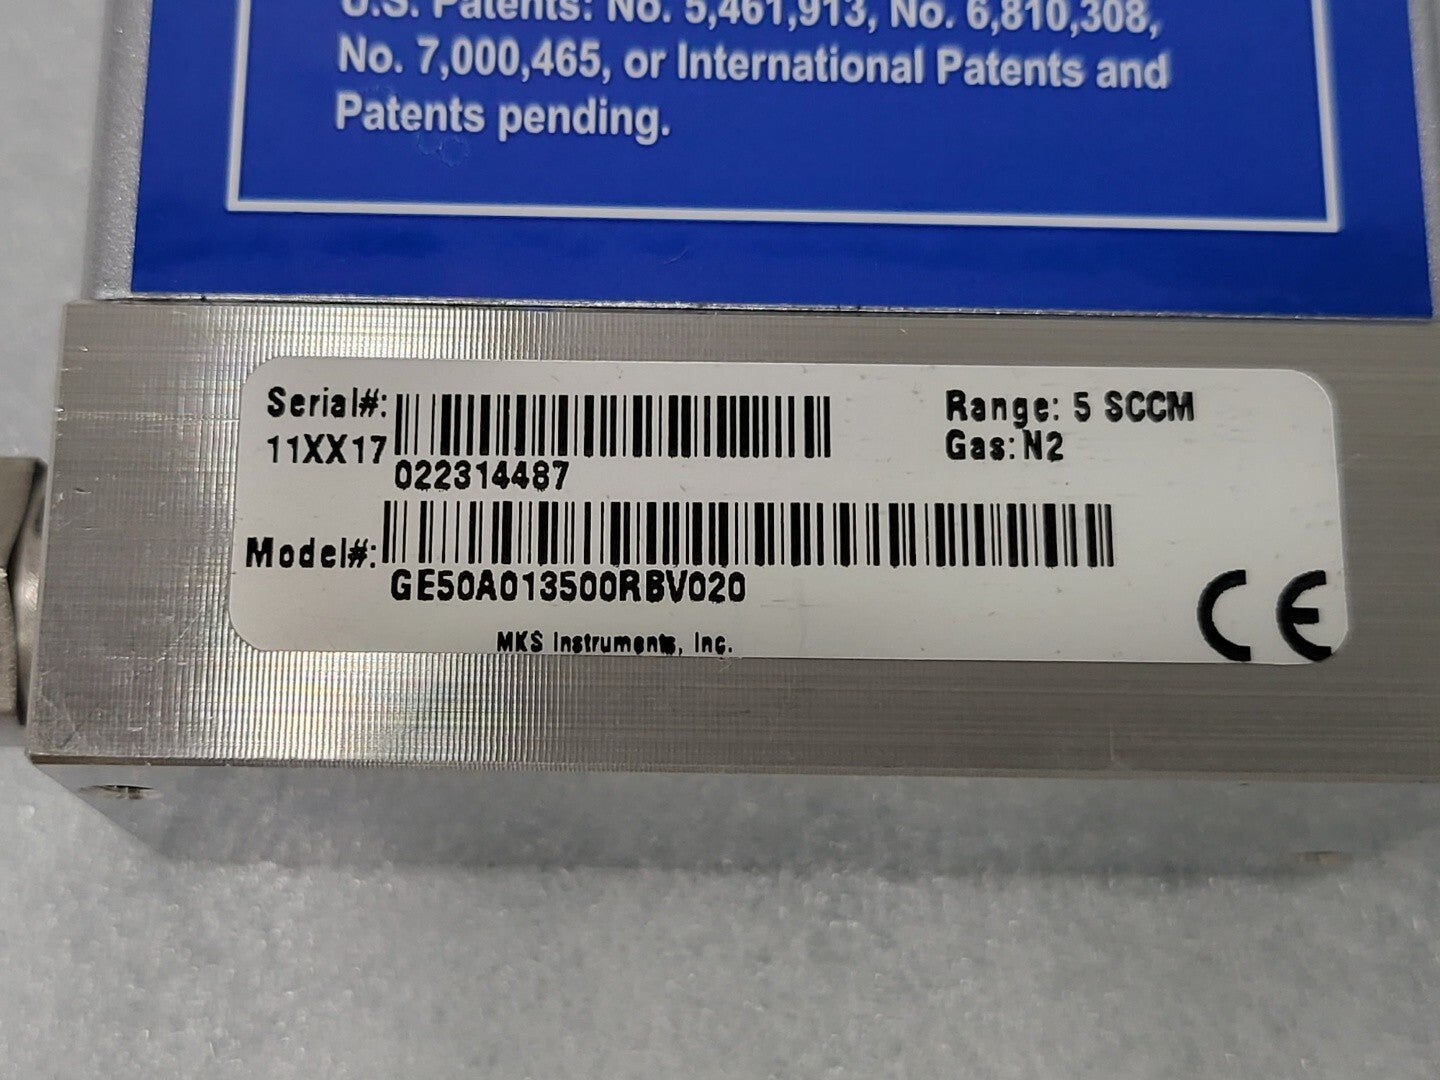 U.S. Patents: No. 5,461,913, No. 6,810,308,
No. 7,000,465, or International Patents and
Patents pending.
Serial#:
11XX17
022314487
Range: 5 SCCM
Gas:N2
Model#:
GE50A013500RBV020
MKS Instruments, Inc.
CE